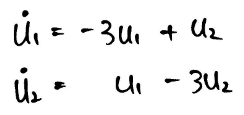 u̇₁ = -3u₁ + u₂
u̇₂ = u₁ - 3u₂